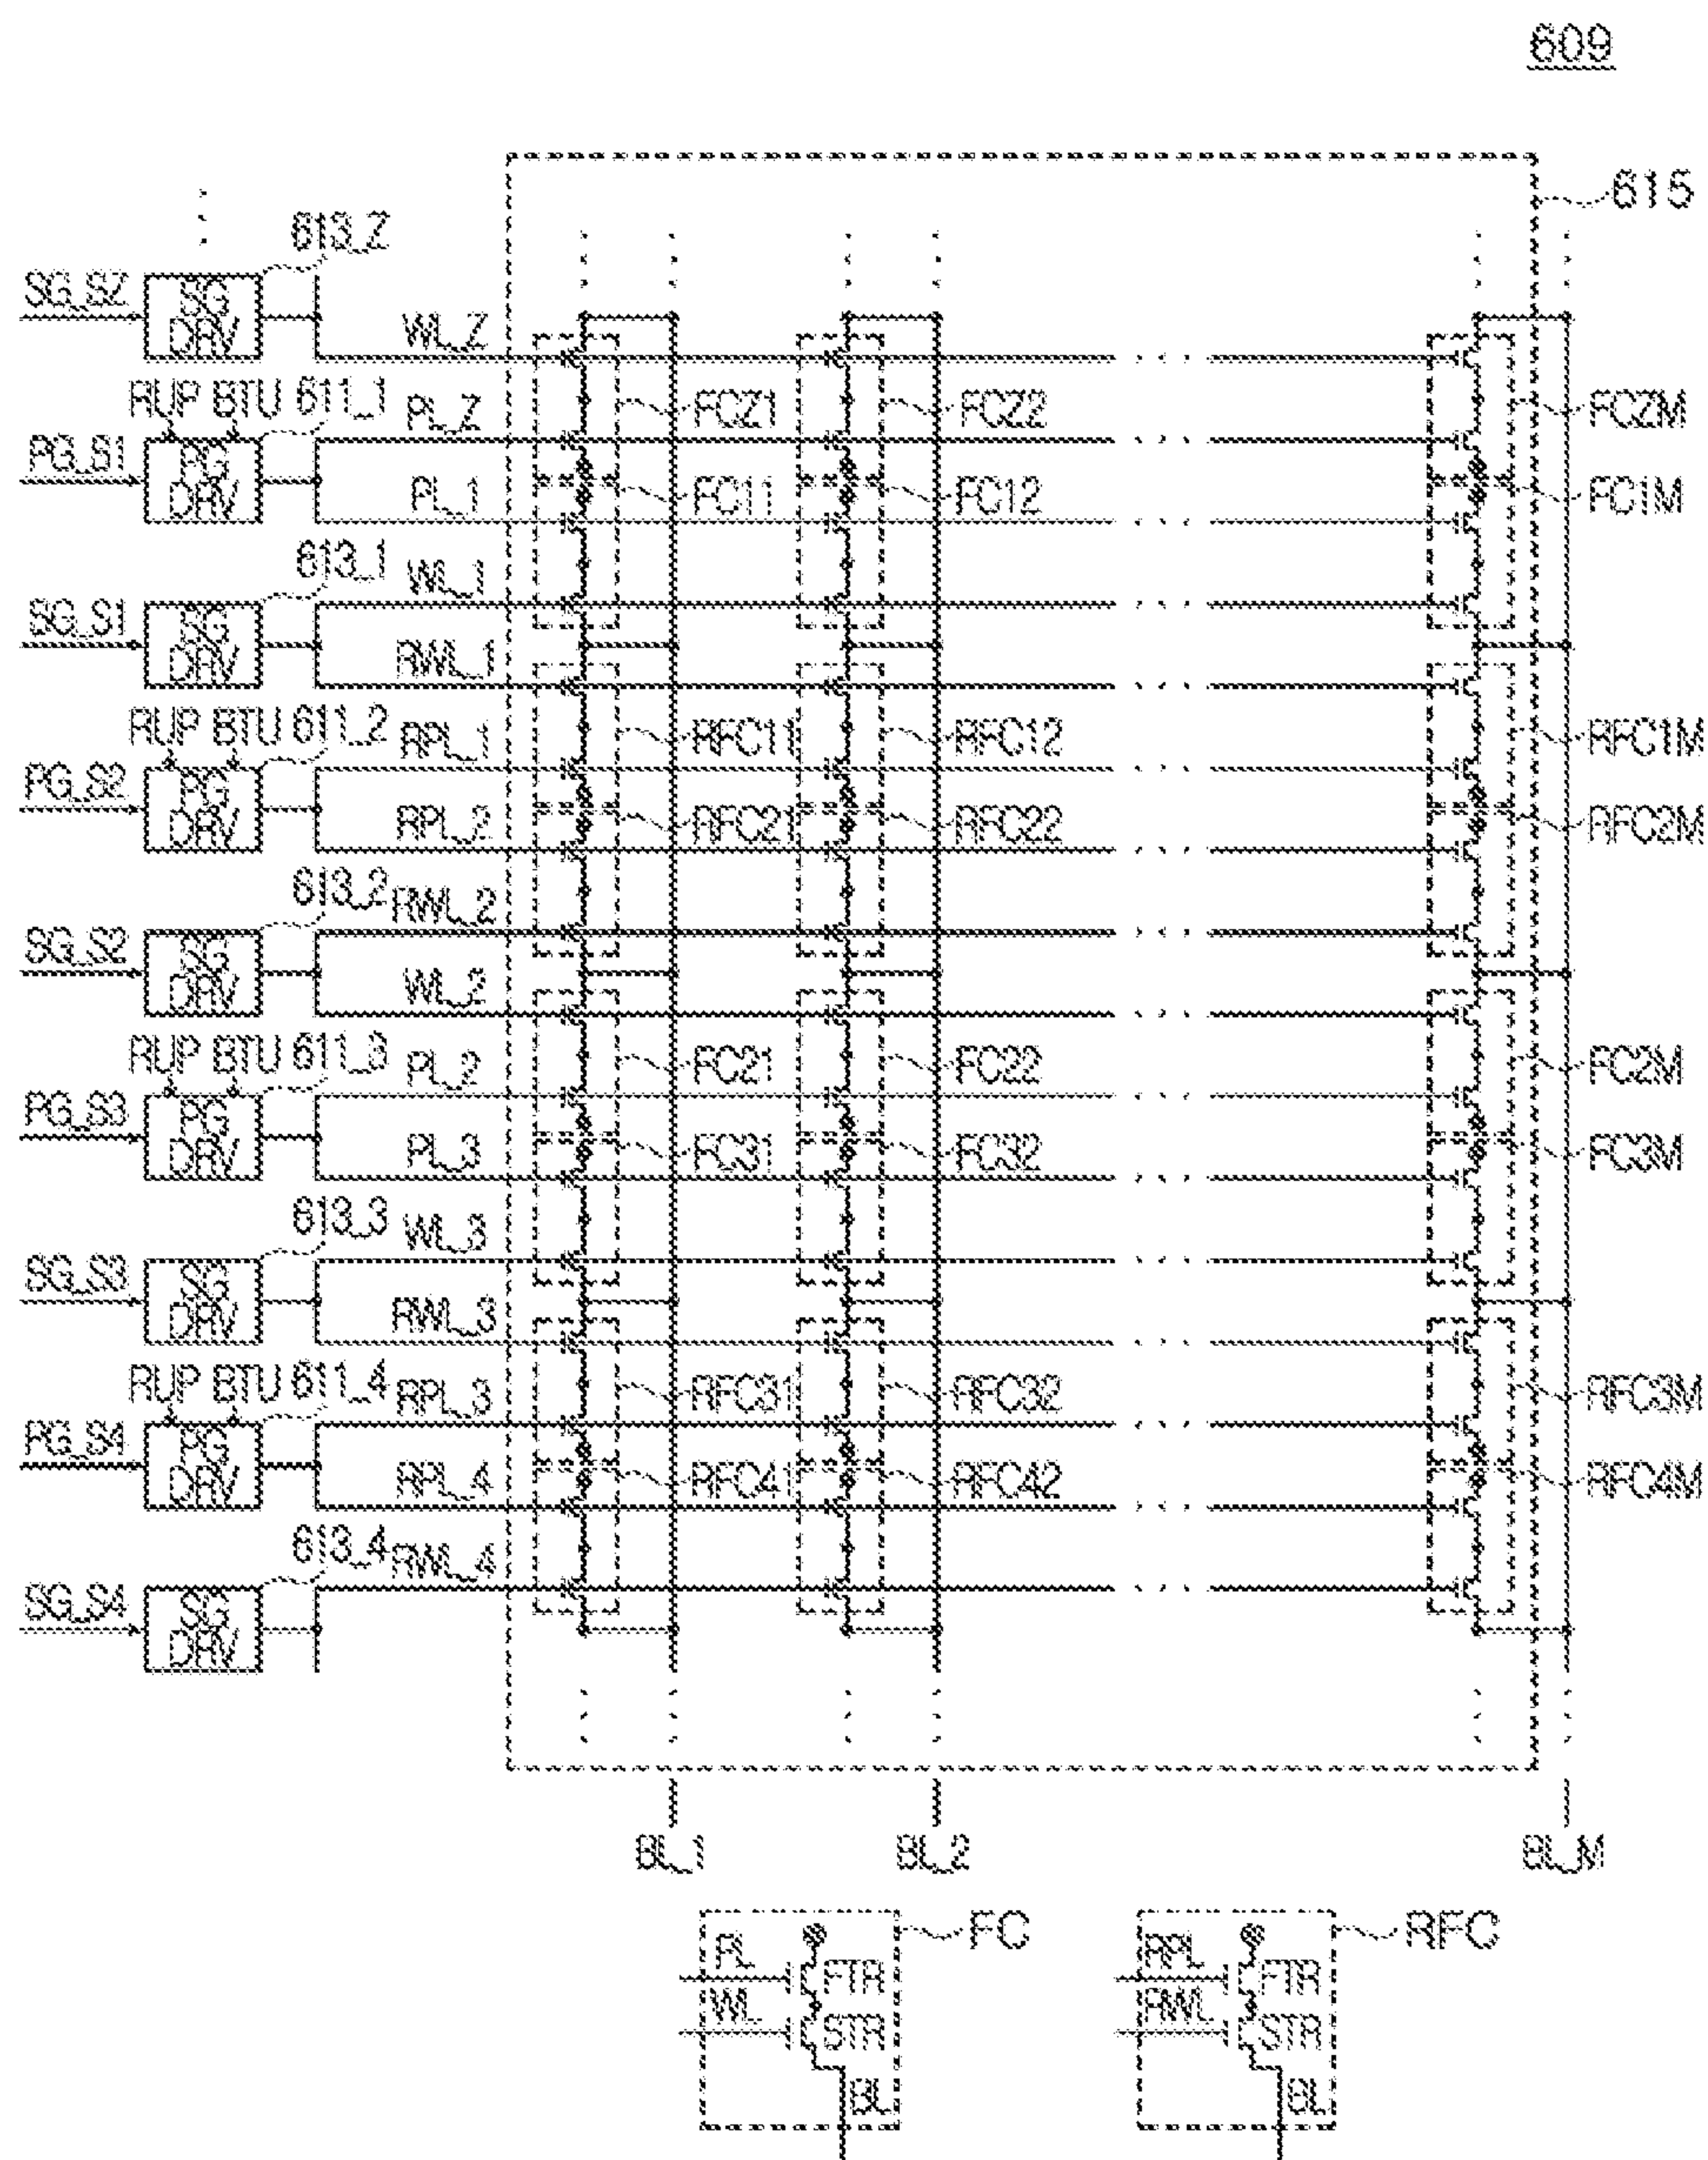 609
615
613_Z
SG_SZ
SG
DRV
WL_Z
RUP BTU 611_1
PL_Z
FCZ1
FCZ2
FCZM
PG_S1
PG
DRV
PL_1
FC11
FC12
FC1M
613_1
WL_1
SG_S1
SG
DRV
RWL_1
RUP BTU 611_2
RPL_1
RFC11
RFC12
RFC1M
PG_S2
PG
DRV
RPL_2
RFC21
RFC22
RFC2M
613_2
RWL_2
SG_S2
SG
DRV
WL_2
RUP BTU 611_3
PL_2
FC21
FC22
FC2M
PG_S3
PG
DRV
PL_3
FC31
FC32
FC3M
613_3
WL_3
SG_S3
SG
DRV
RWL_3
RUP BTU 611_4
RPL_3
RFC31
RFC32
RFC3M
PG_S4
PG
DRV
RPL_4
RFC41
RFC42
RFC4M
613_4
RWL_4
SG_S4
SG
DRV
BL_1
BL_2
BL_M
FC
RFC
PL
FTR
RPL
FTR
WL
STR
RWL
STR
BL
BL